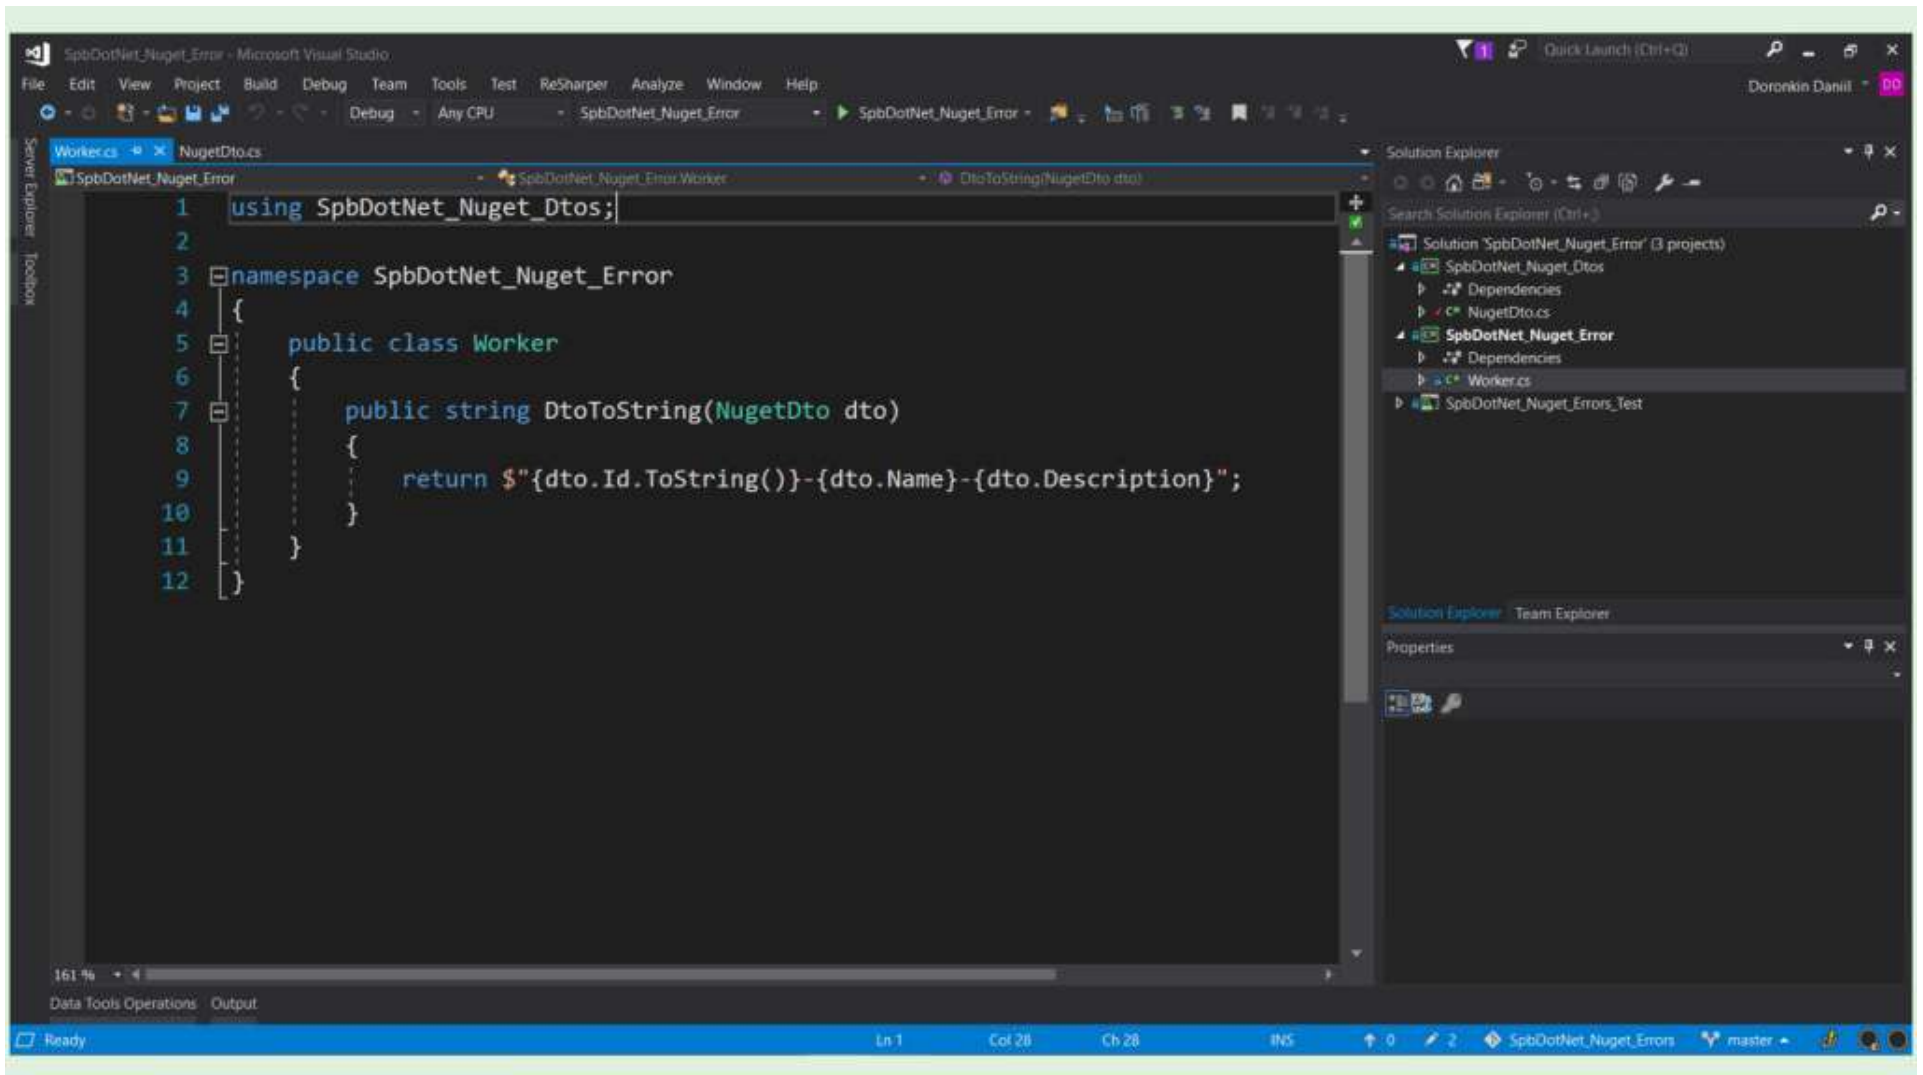 SpbDotNet_Nuget_Error - Microsoft Visual Studio
1
Quick Launch (Ctrl+Q)
File Edit View Project Build Debug Team Tools Test ReSharper Analyze Window Help
Doronkin Daniil DD
Debug Any CPU SpbDotNet_Nuget_Error SpbDotNet_Nuget_Error
Server Explorer
Toolbox
Worker.cs NugetDto.cs
SpbDotNet_Nuget_Error SpbDotNet_Nuget_Error.Worker DtoToString(NugetDto dto)
1 using SpbDotNet_Nuget_Dtos;
2
3 namespace SpbDotNet_Nuget_Error
4 {
5 public class Worker
6 {
7 public string DtoToString(NugetDto dto)
8 {
9 return $"{dto.Id.ToString()}-{dto.Name}-{dto.Description}";
10 }
11 }
12 }
161 %
Solution Explorer
Search Solution Explorer (Ctrl+;)
Solution 'SpbDotNet_Nuget_Error' (3 projects)
C# SpbDotNet_Nuget_Dtos
Dependencies
C# NugetDto.cs
C# SpbDotNet_Nuget_Error
Dependencies
C# Worker.cs
SpbDotNet_Nuget_Errors_Test
Solution Explorer Team Explorer
Properties
Data Tools Operations Output
Ready Ln 1 Col 28 Ch 28 INS 0 2 SpbDotNet_Nuget_Errors master